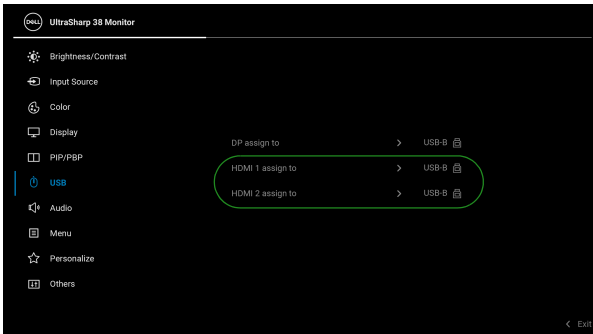 DELL UltraSharp 38 Monitor
Brightness/Contrast
Input Source
Color
Display
PIP/PBP
USB
Audio
Menu
Personalize
Others
DP assign to > USB-B
HDMI 1 assign to > USB-B
HDMI 2 assign to > USB-B
< Exit